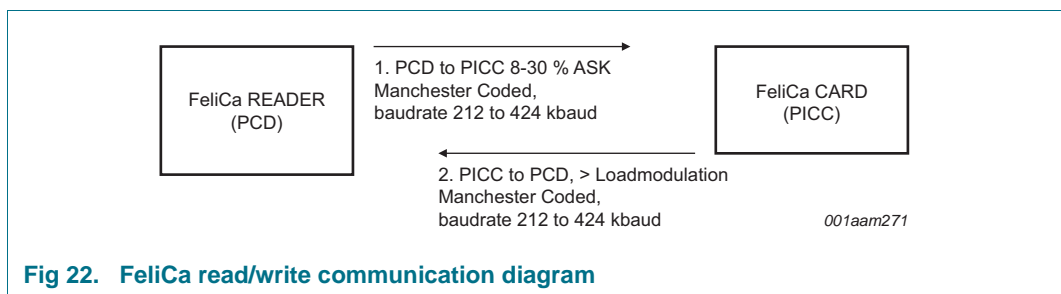 FeliCa READER
(PCD)
1. PCD to PICC 8-30 % ASK
Manchester Coded,
baudrate 212 to 424 kbaud
FeliCa CARD
(PICC)
2. PICC to PCD, > Loadmodulation
Manchester Coded,
baudrate 212 to 424 kbaud
001aam271
Fig 22. FeliCa read/write communication diagram